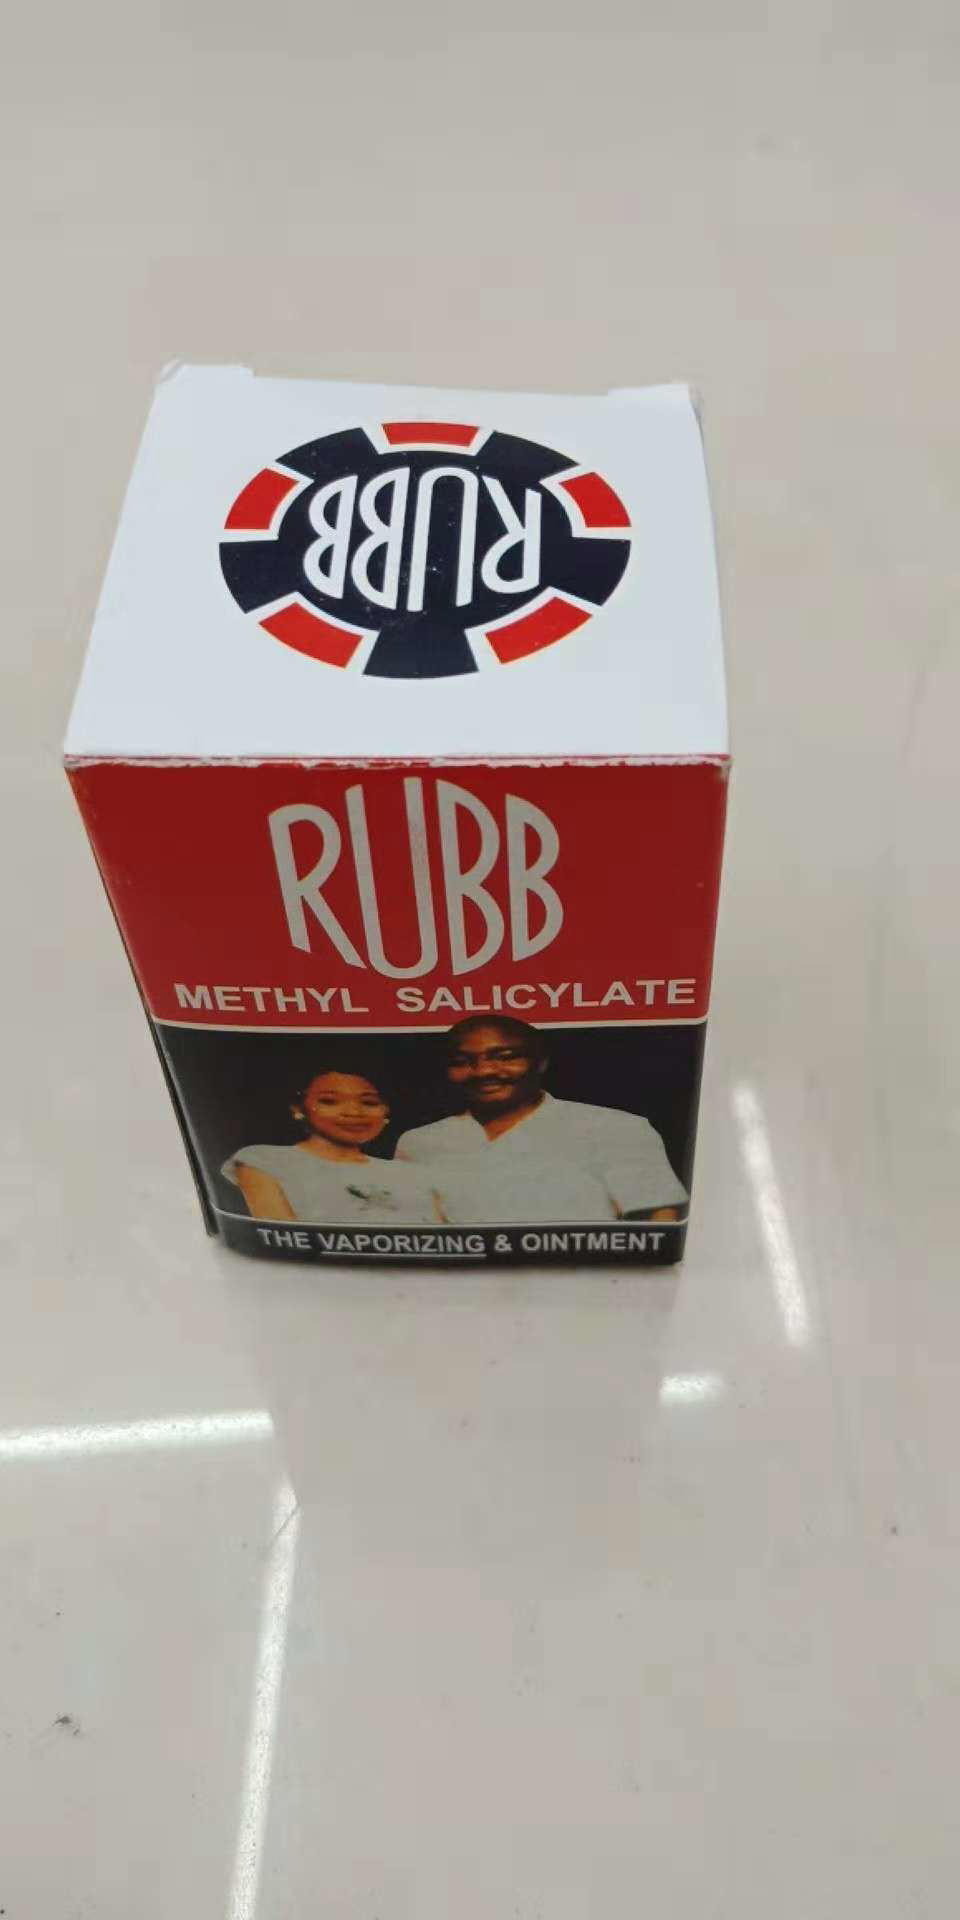 RUBB
RUBB
METHYL SALICYLATE
THE VAPORIZING & OINTMENT